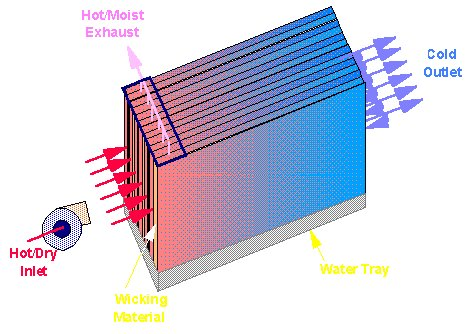 Hot/Moist
Exhaust
Cold
Outlet
Hot/Dry
Inlet
Wicking
Material
Water Tray